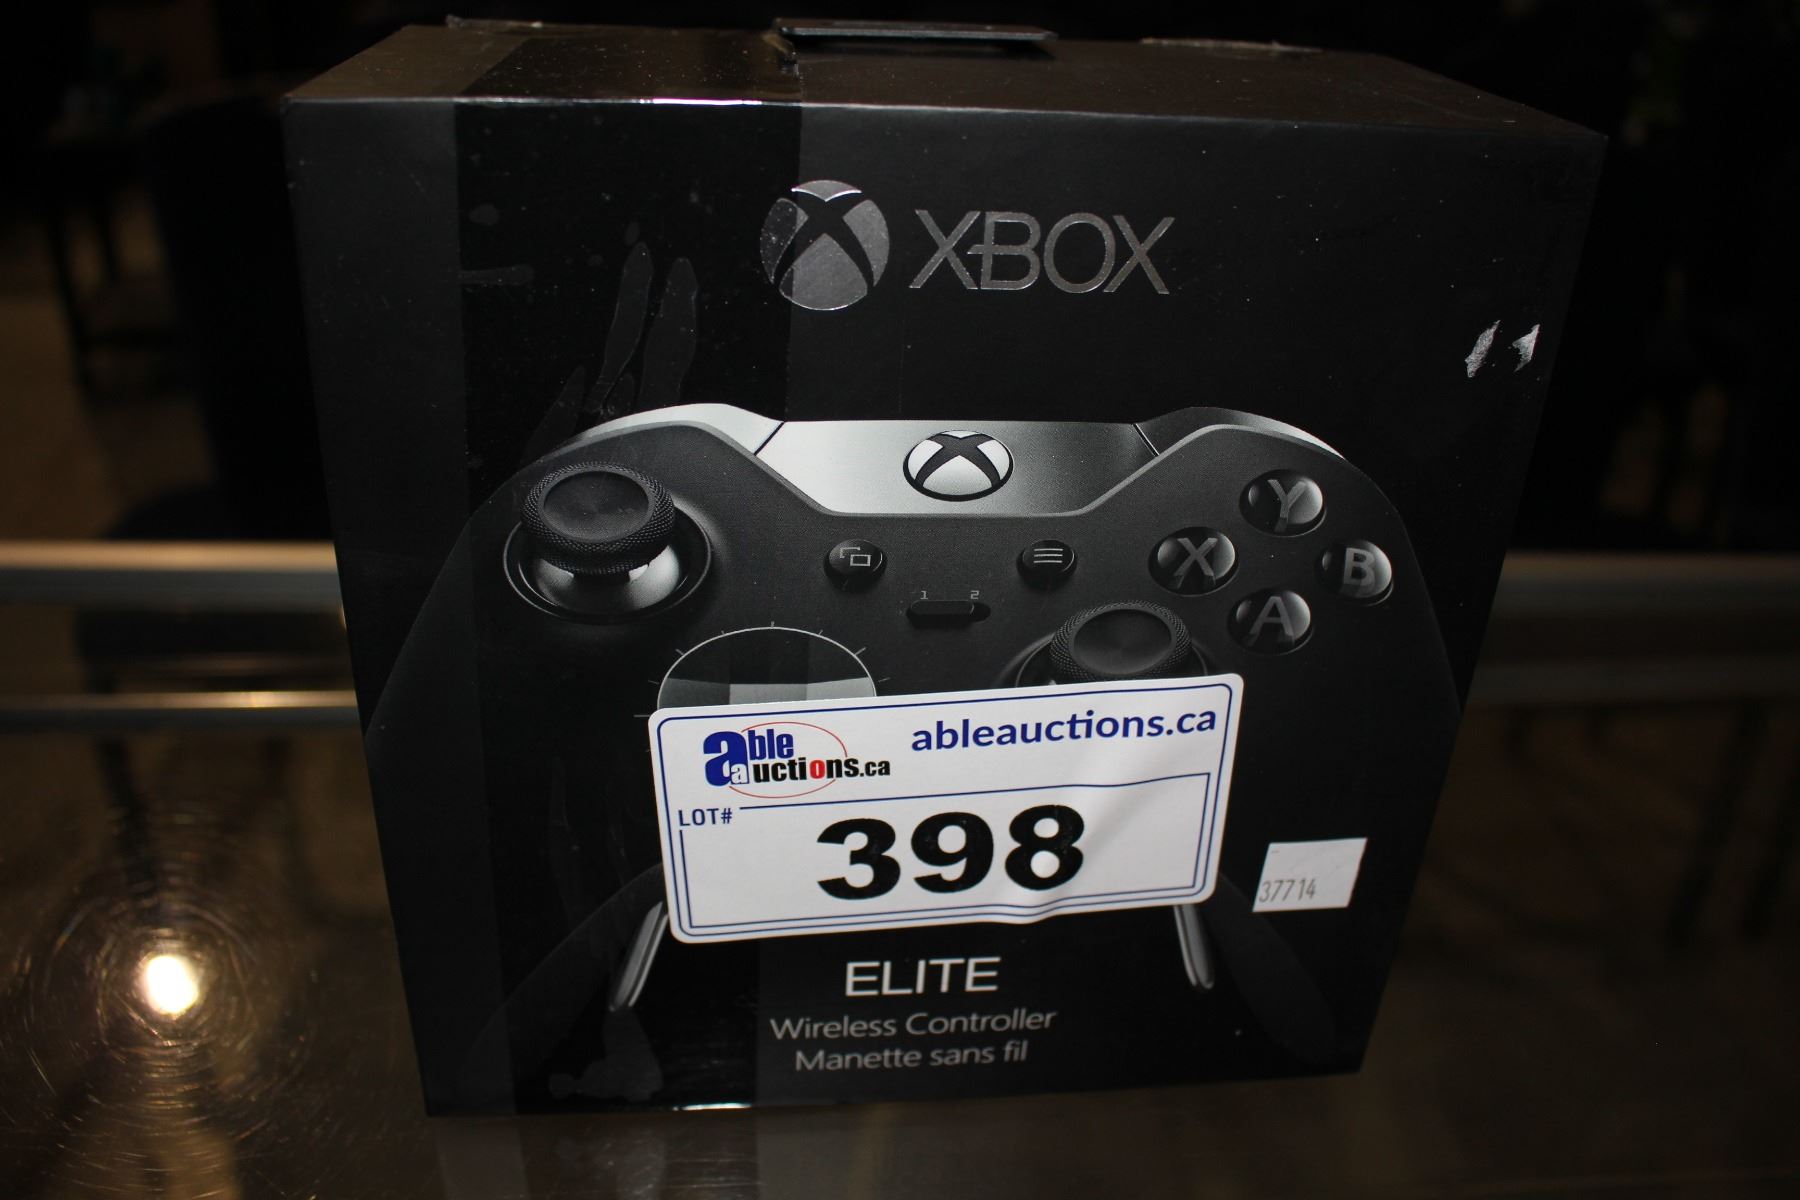 XBOX
Y
X
B
A
1 2
able auctions.ca
ableauctions.ca
LOT#
398
37714
ELITE
Wireless Controller
Manette sans fil